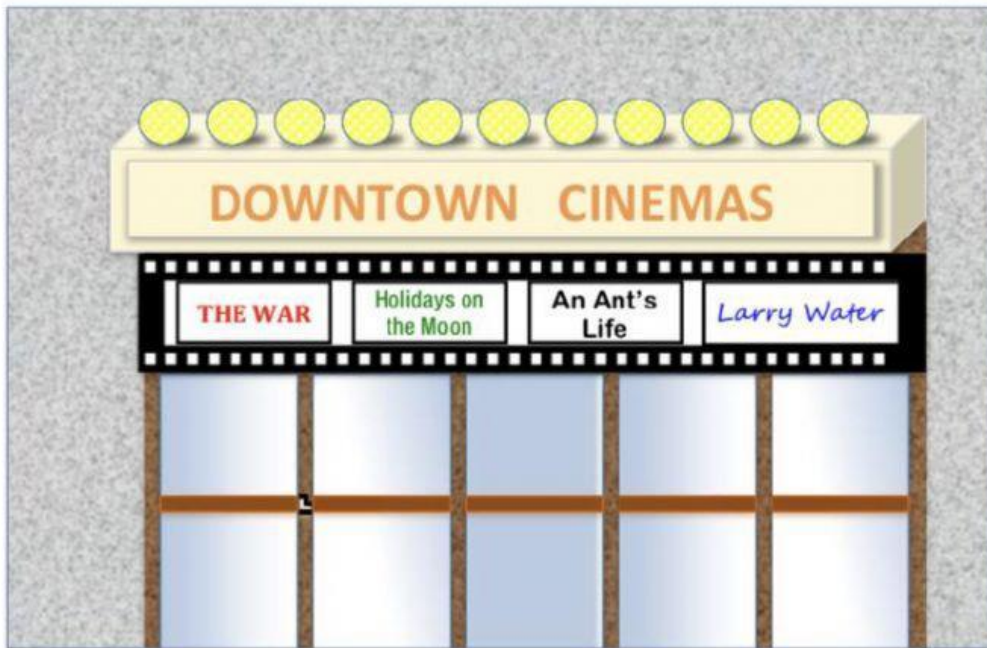 DOWNTOWN CINEMAS
THE WAR
Holidays on
the Moon
An Ant's
Life
Larry Water